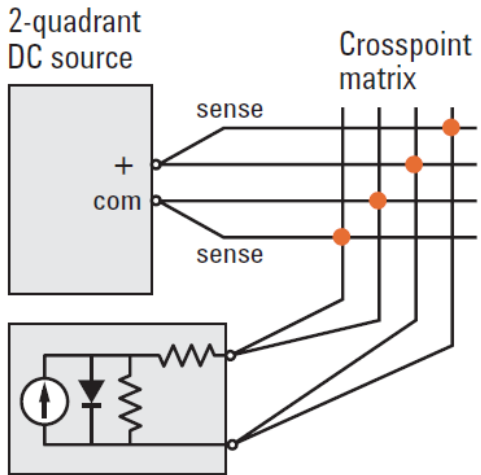 2-quadrant
DC source
Crosspoint
matrix
sense
+
com
sense